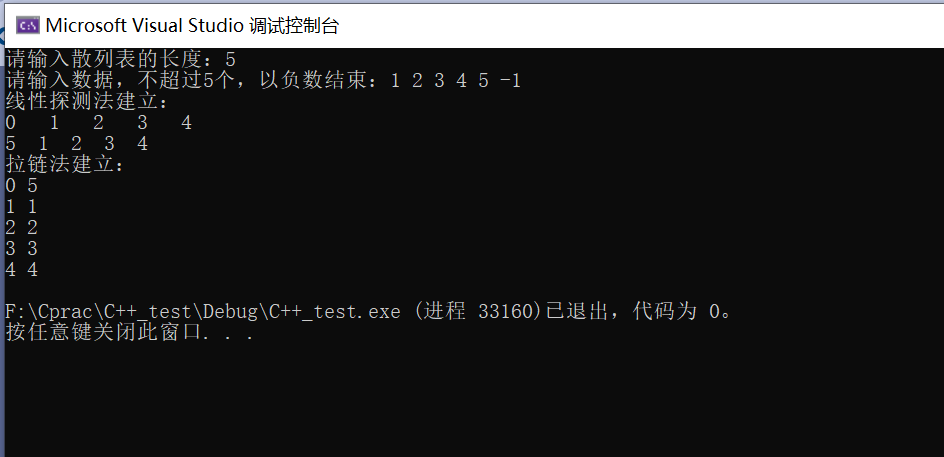 Microsoft Visual Studio 调试控制台
请输入散列表的长度：5
请输入数据，不超过5个，以负数结束：1 2 3 4 5 -1
线性探测法建立：
0   1   2   3   4
5  1  2  3  4
拉链法建立：
0 5
1 1
2 2
3 3
4 4
F:\Cprac\C++_test\Debug\C++_test.exe (进程 33160)已退出，代码为 0。
按任意键关闭此窗口. . .